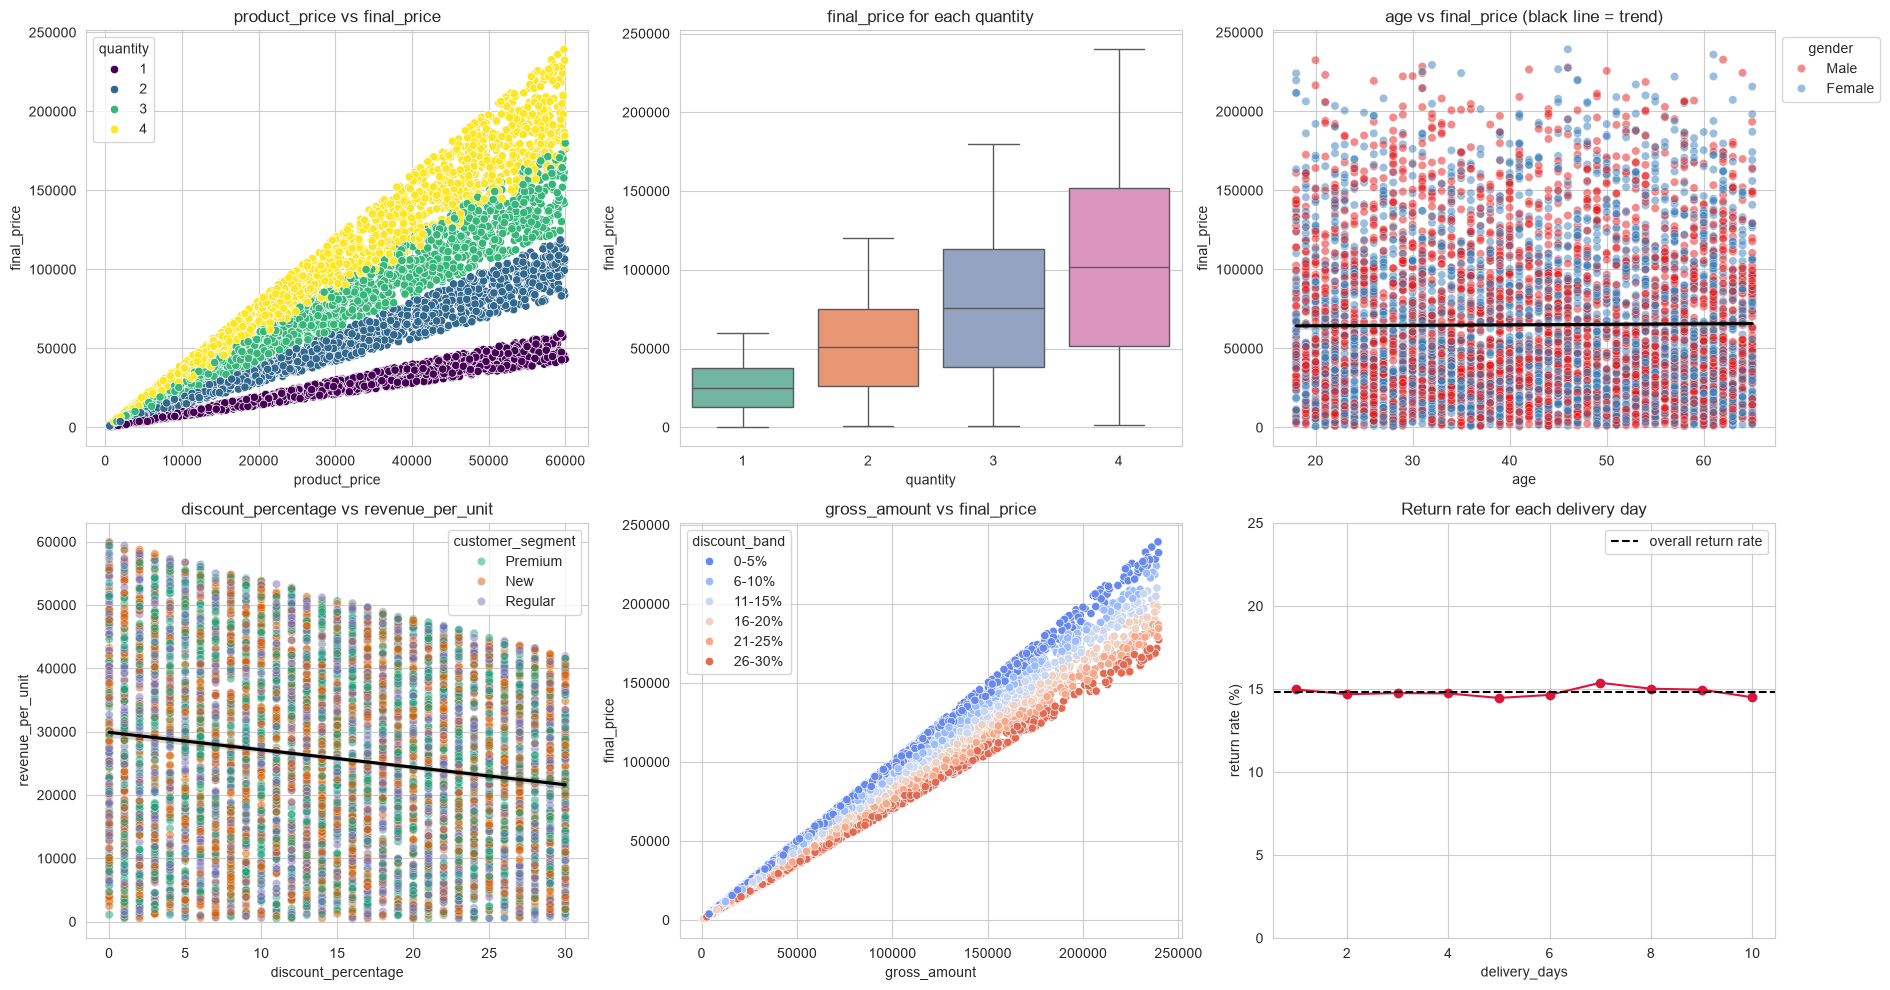 product_price vs final_price
250000
200000
150000
100000
50000
0
final_price
quantity
1
2
3
4
0 10000 20000 30000 40000 50000 60000
product_price
final_price for each quantity
250000
200000
150000
100000
50000
0
final_price
1 2 3 4
quantity
age vs final_price (black line = trend)
250000
200000
150000
100000
50000
0
final_price
gender
Male
Female
20 30 40 50 60
age
discount_percentage vs revenue_per_unit
60000
50000
40000
30000
20000
10000
0
revenue_per_unit
customer_segment
Premium
New
Regular
0 5 10 15 20 25 30
discount_percentage
gross_amount vs final_price
250000
200000
150000
100000
50000
0
final_price
discount_band
0-5%
6-10%
11-15%
16-20%
21-25%
26-30%
0 50000 100000 150000 200000 250000
gross_amount
Return rate for each delivery day
25
20
15
10
5
0
return rate (%)
overall return rate
2 4 6 8 10
delivery_days